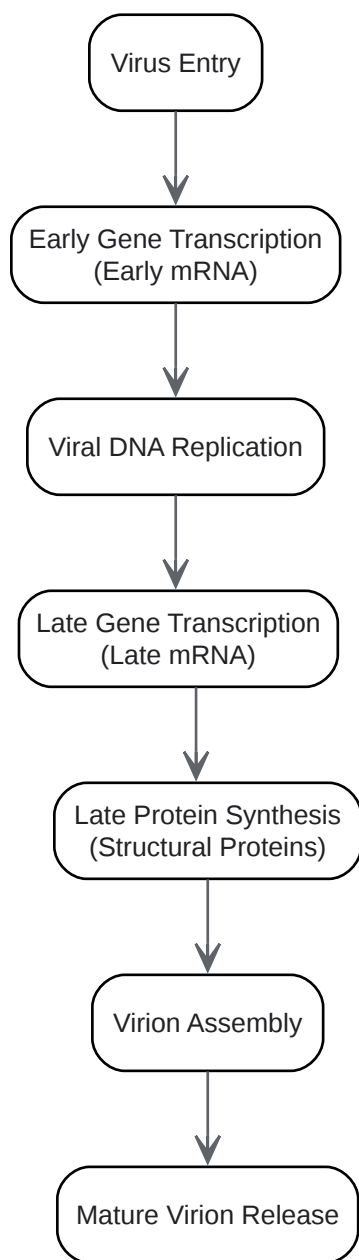 Virus Entry
Early Gene Transcription
(Early mRNA)
Viral DNA Replication
Late Gene Transcription
(Late mRNA)
Late Protein Synthesis
(Structural Proteins)
Virion Assembly
Mature Virion Release